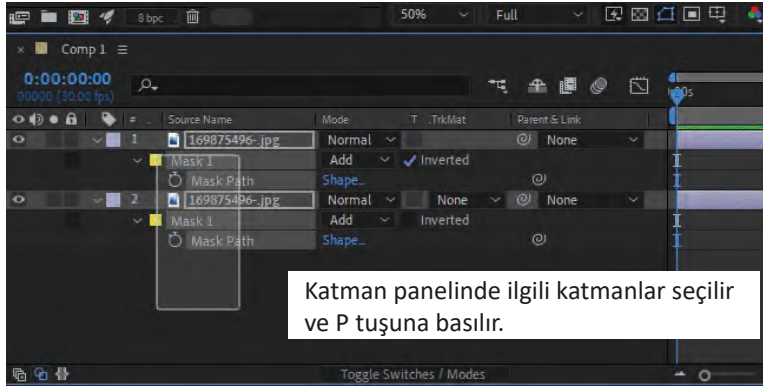 8 bpc 50% Full
× Comp 1
0:00:00:00
00000 (30.00 fps) 00s
# . Source Name Mode T .TrkMat Parent & Link
1 169875496-.jpg Normal None
Mask 1 Add Inverted
Mask Path Shape...
2 169875496-.jpg Normal None None
Mask 1 Add Inverted
Mask Path Shape...
Katman panelinde ilgili katmanlar seçilir
ve P tuşuna basılır.
Toggle Switches / Modes